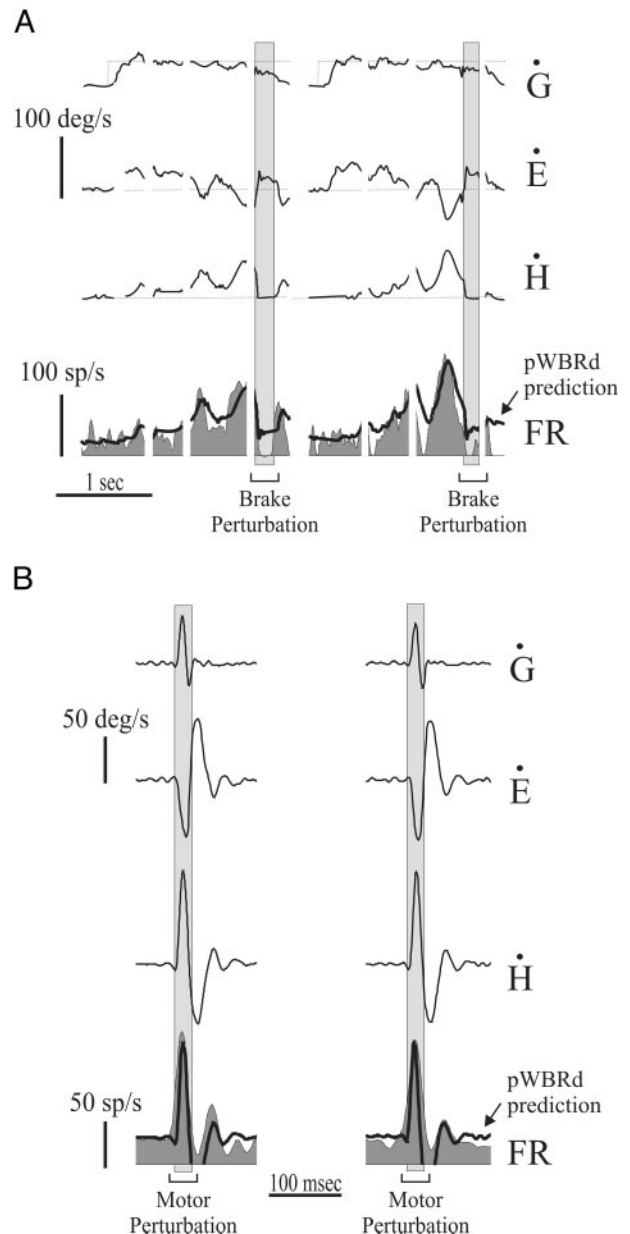 A
Ġ
100 deg/s
Ė
Ḣ
100 sp/s
pWBRd
prediction
FR
1 sec
Brake
Perturbation
Brake
Perturbation
B
Ġ
50 deg/s
Ė
Ḣ
50 sp/s
pWBRd
prediction
FR
100 msec
Motor
Perturbation
Motor
Perturbation